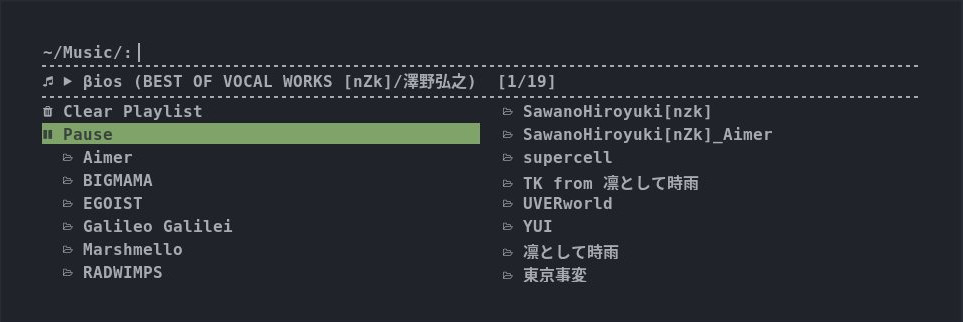 ~/Music/:
βios (BEST OF VOCAL WORKS [nZk]/澤野弘之) [1/19]
Clear Playlist
Pause
Aimer
BIGMAMA
EGOIST
Galileo Galilei
Marshmello
RADWIMPS
SawanoHiroyuki[nzk]
SawanoHiroyuki[nZk]_Aimer
supercell
TK from 凛として時雨
UVERworld
YUI
凛として時雨
東京事変